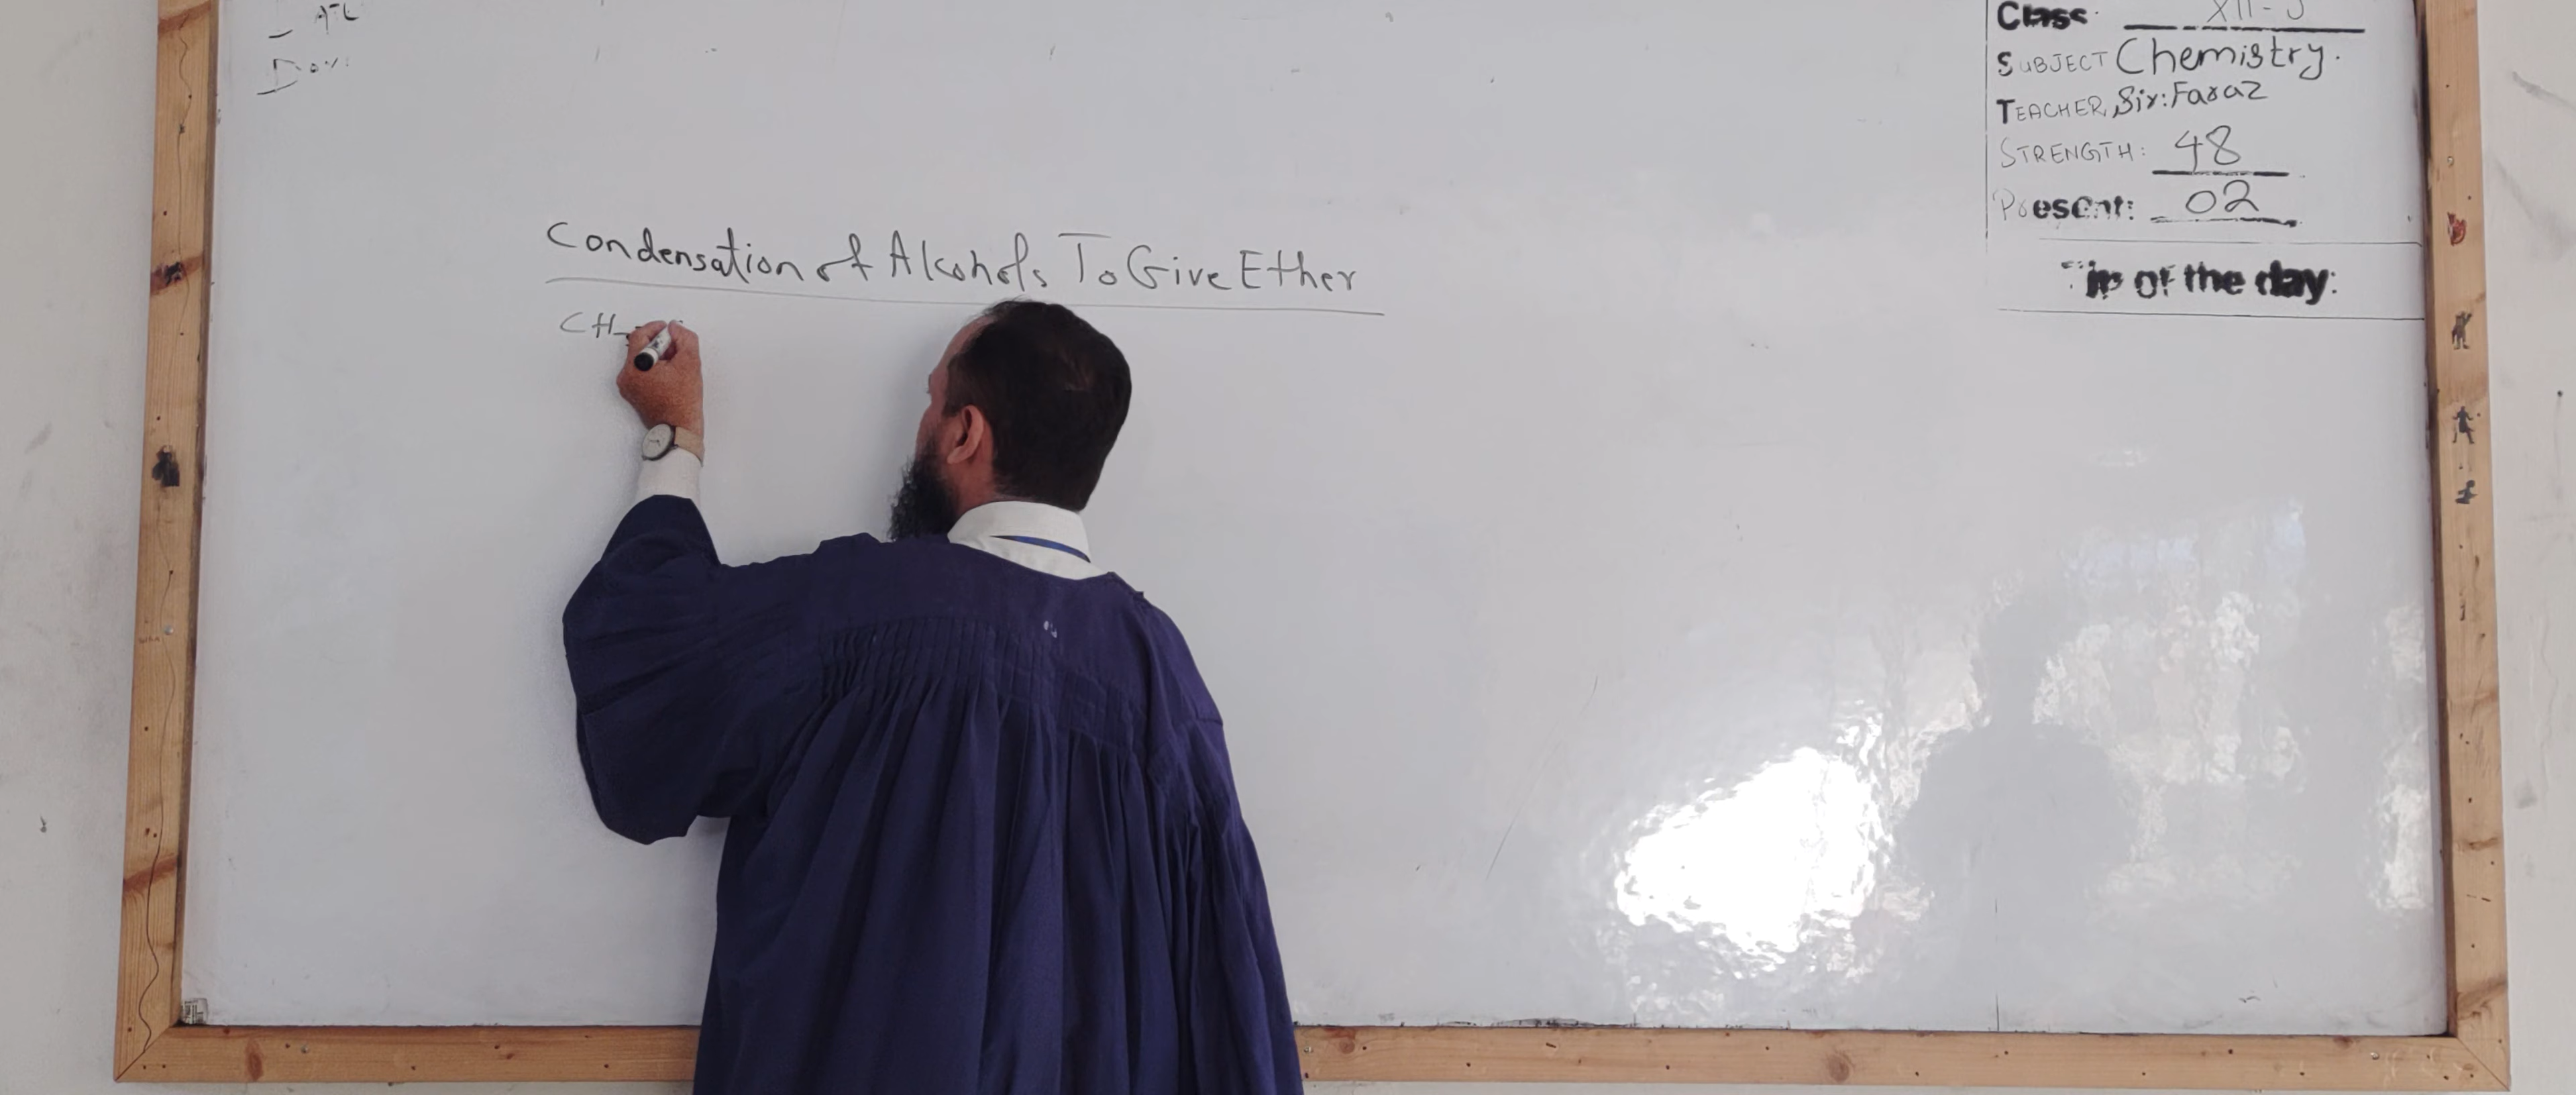 Class XII-J
SUBJECT Chemistry.
TEACHER, Sir: Faraz
STRENGTH: 48
Present: 02
of the day:
Condensation of Alcohols To Give Ether
CH